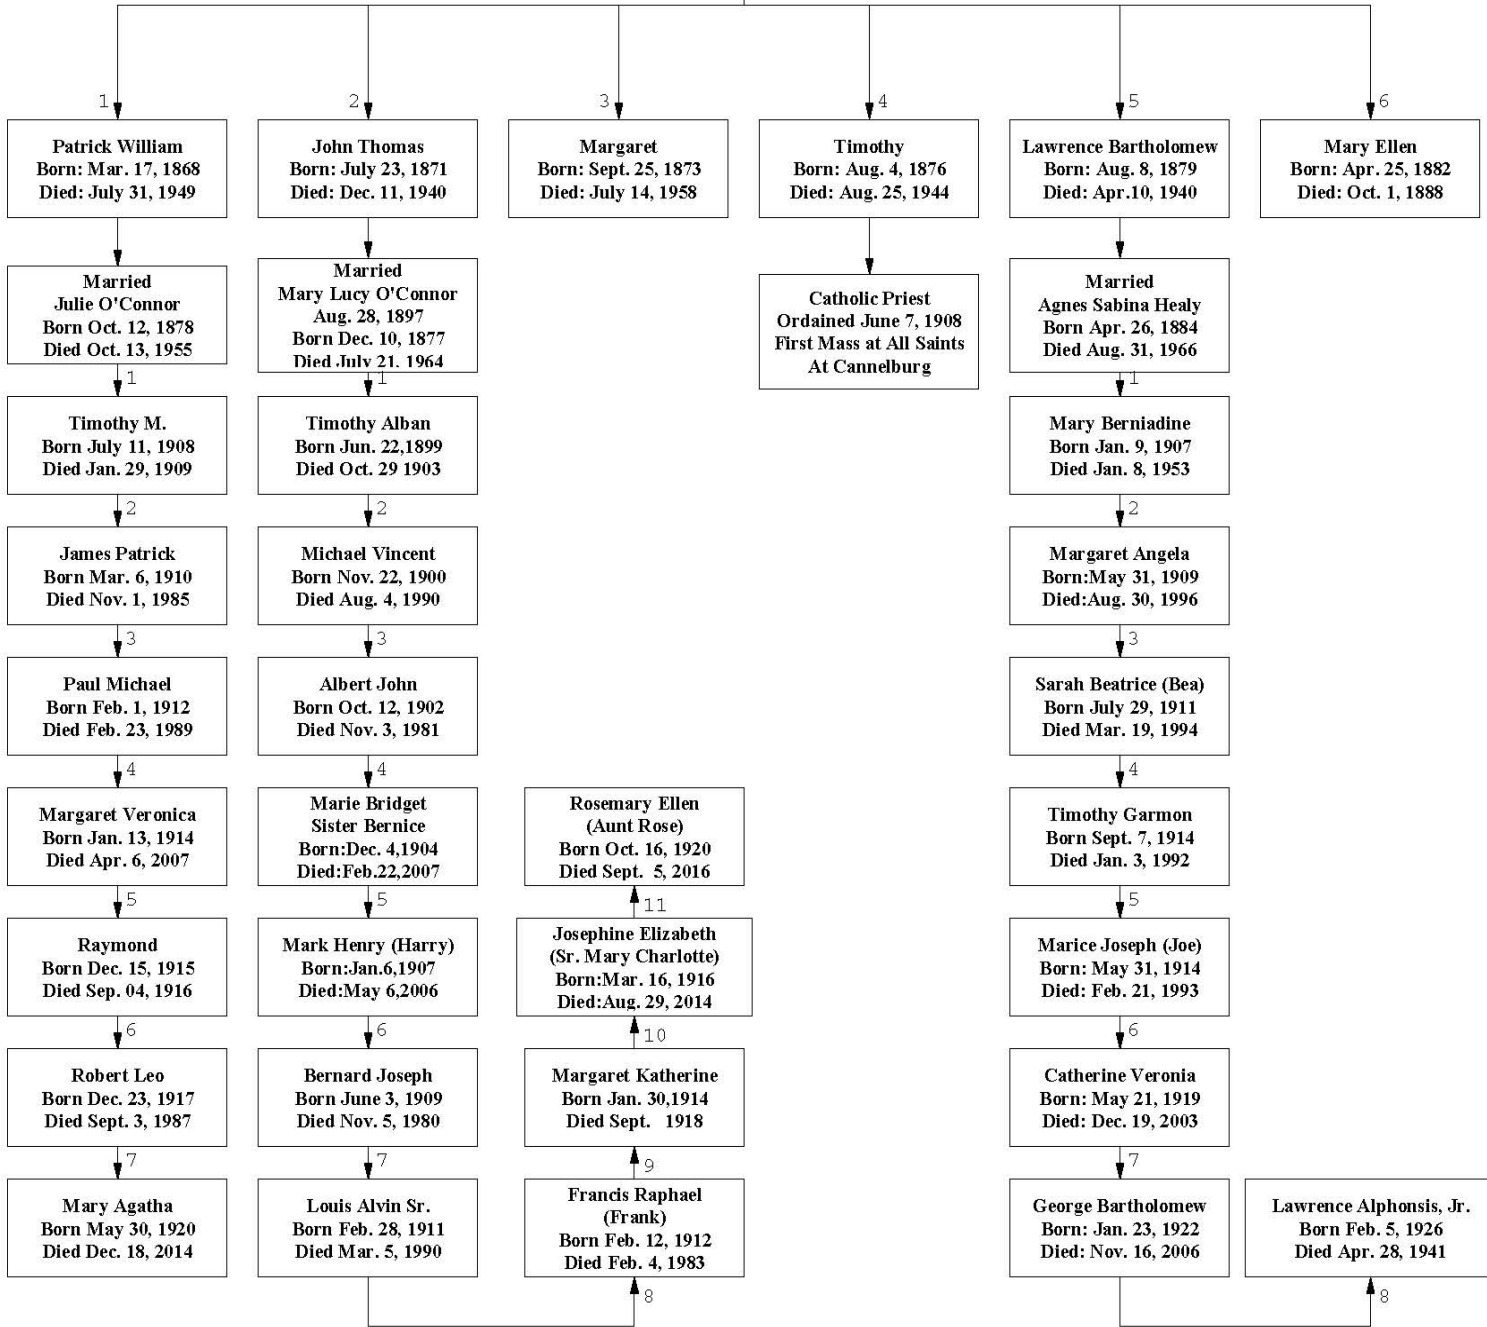 1
Patrick William
Born: Mar. 17, 1868
Died: July 31, 1949
Married
Julie O'Connor
Born Oct. 12, 1878
Died Oct. 13, 1955
1
Timothy M.
Born July 11, 1908
Died Jan. 29, 1909
2
James Patrick
Born Mar. 6, 1910
Died Nov. 1, 1985
3
Paul Michael
Born Feb. 1, 1912
Died Feb. 23, 1989
4
Margaret Veronica
Born Jan. 13, 1914
Died Apr. 6, 2007
5
Raymond
Born Dec. 15, 1915
Died Sep. 04, 1916
6
Robert Leo
Born Dec. 23, 1917
Died Sept. 3, 1987
7
Mary Agatha
Born May 30, 1920
Died Dec. 18, 2014
2
John Thomas
Born: July 23, 1871
Died: Dec. 11, 1940
Married
Mary Lucy O'Connor
Aug. 28, 1897
Born Dec. 10, 1877
Died July 21, 1964
1
Timothy Alban
Born Jun. 22,1899
Died Oct. 29 1903
2
Michael Vincent
Born Nov. 22, 1900
Died Aug. 4, 1990
3
Albert John
Born Oct. 12, 1902
Died Nov. 3, 1981
4
Marie Bridget
Sister Bernice
Born:Dec. 4,1904
Died:Feb.22,2007
5
Mark Henry (Harry)
Born:Jan.6,1907
Died:May 6,2006
6
Bernard Joseph
Born June 3, 1909
Died Nov. 5, 1980
7
Louis Alvin Sr.
Born Feb. 28, 1911
Died Mar. 5, 1990
8
Francis Raphael
(Frank)
Born Feb. 12, 1912
Died Feb. 4, 1983
9
Margaret Katherine
Born Jan. 30,1914
Died Sept. 1918
10
Josephine Elizabeth
(Sr. Mary Charlotte)
Born:Mar. 16, 1916
Died:Aug. 29, 2014
11
Rosemary Ellen
(Aunt Rose)
Born Oct. 16, 1920
Died Sept. 5, 2016
3
Margaret
Born: Sept. 25, 1873
Died: July 14, 1958
4
Timothy
Born: Aug. 4, 1876
Died: Aug. 25, 1944
Catholic Priest
Ordained June 7, 1908
First Mass at All Saints
At Cannelburg
5
Lawrence Bartholomew
Born: Aug. 8, 1879
Died: Apr.10, 1940
Married
Agnes Sabina Healy
Born Apr. 26, 1884
Died Aug. 31, 1966
1
Mary Berniadine
Born Jan. 9, 1907
Died Jan. 8, 1953
2
Margaret Angela
Born:May 31, 1909
Died:Aug. 30, 1996
3
Sarah Beatrice (Bea)
Born July 29, 1911
Died Mar. 19, 1994
4
Timothy Garmon
Born Sept. 7, 1914
Died Jan. 3, 1992
5
Marice Joseph (Joe)
Born: May 31, 1914
Died: Feb. 21, 1993
6
Catherine Veronia
Born: May 21, 1919
Died: Dec. 19, 2003
7
George Bartholomew
Born: Jan. 23, 1922
Died: Nov. 16, 2006
8
Lawrence Alphonsis, Jr.
Born Feb. 5, 1926
Died Apr. 28, 1941
6
Mary Ellen
Born: Apr. 25, 1882
Died: Oct. 1, 1888